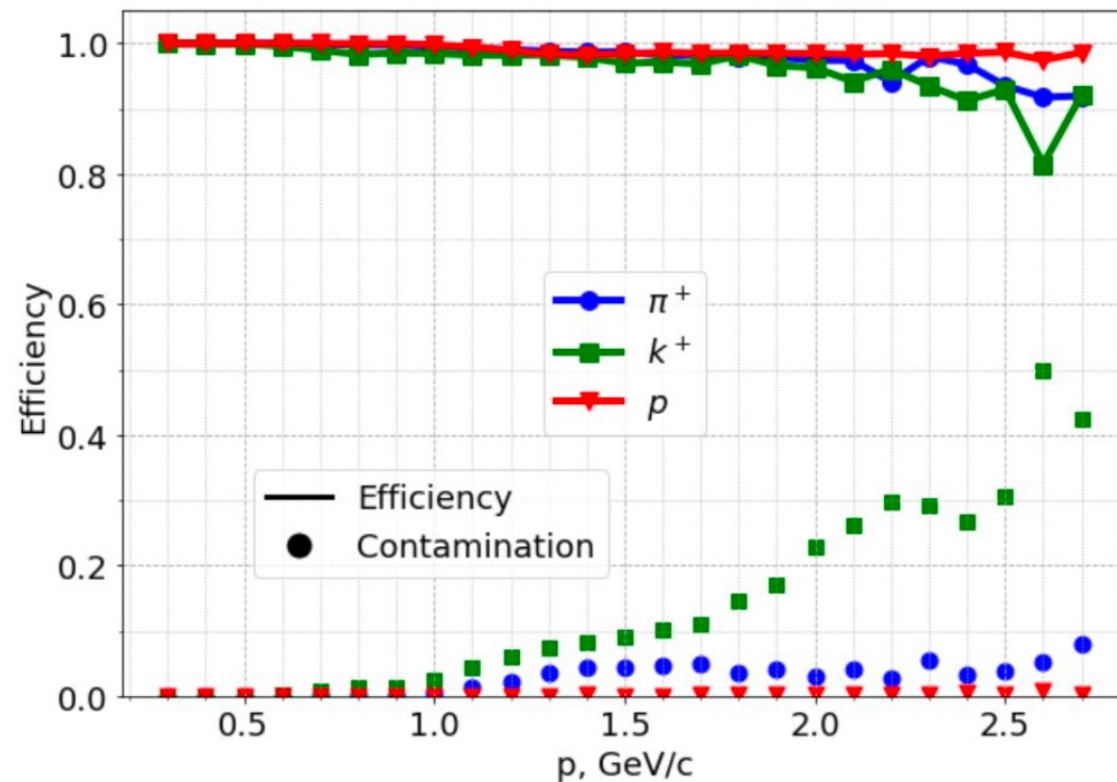 1.0
0.8
0.6
0.4
0.2
0.0
Efficiency
π⁺
k⁺
p
Efficiency
Contamination
0.5 1.0 1.5 2.0 2.5
p, GeV/c